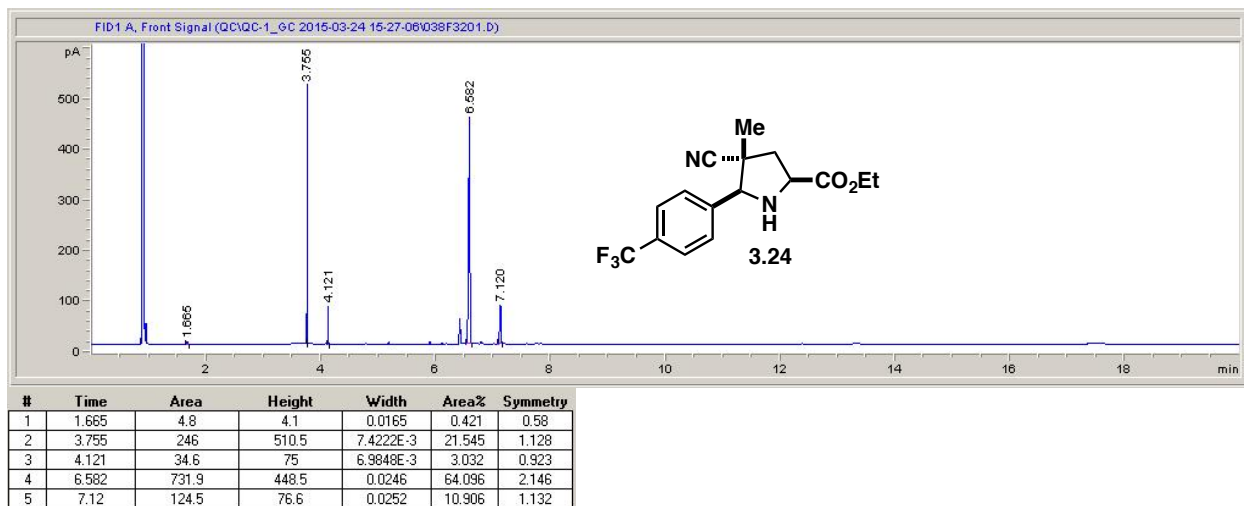 FID1 A, Front Signal (QC\QC-1_GC 2015-03-24 15-27-06\038F3201.D)
pA
500
400
300
200
100
0
1.665
3.755
4.121
6.582
7.120
2 4 6 8 10 12 14 16 18 min
Me
NC
CO2Et
N
H
F3C
3.24
# Time Area Height Width Area% Symmetry
1 1.665 4.8 4.1 0.0165 0.421 0.58
2 3.755 246 510.5 7.4222E-3 21.545 1.128
3 4.121 34.6 75 6.9848E-3 3.032 0.923
4 6.582 731.9 448.5 0.0246 64.096 2.146
5 7.12 124.5 76.6 0.0252 10.906 1.132